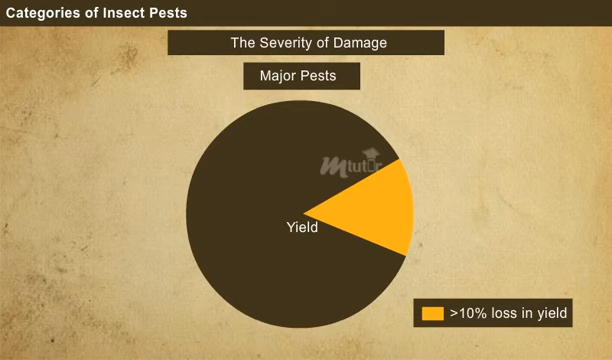 Categories of Insect Pests
The Severity of Damage
Major Pests
mtutor
Yield
>10% loss in yield